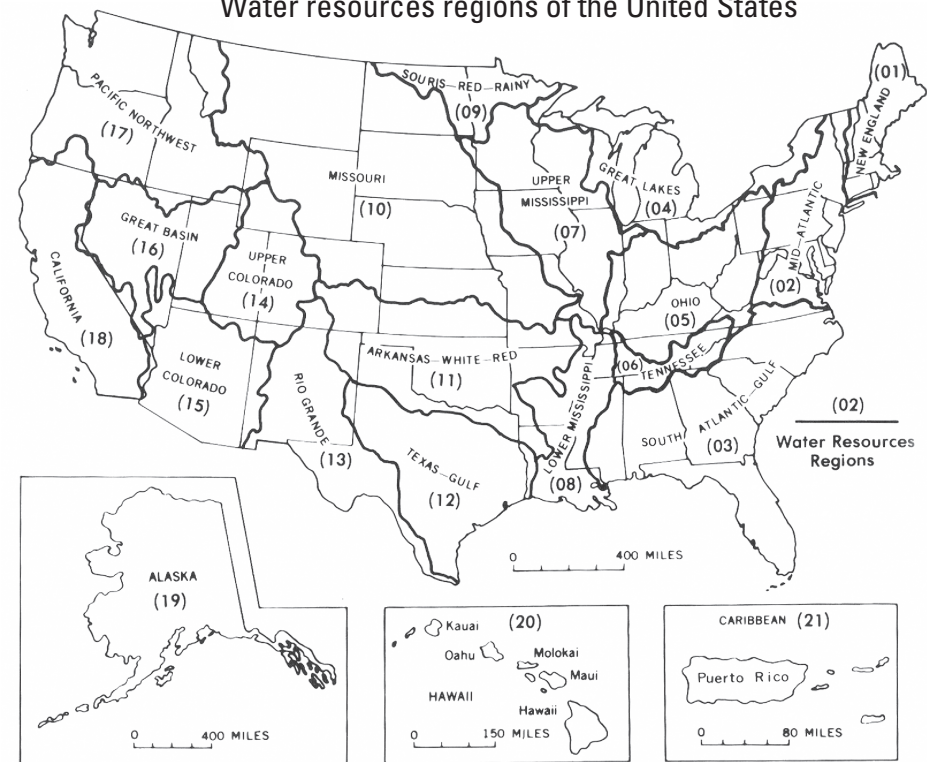 Water resources regions of the United States
PACIFIC NORTHWEST
(17)
SOURIS-RED-RAINY
(09)
(01)
NEW ENGLAND
MISSOURI
(10)
UPPER
MISSISSIPPI
(07)
GREAT LAKES
(04)
MID-ATLANTIC
(02)
GREAT BASIN
(16)
UPPER
COLORADO
(14)
CALIFORNIA
(18)
OHIO
(05)
LOWER
COLORADO
(15)
ARKANSAS-WHITE-RED
(11)
(06)
TENNESSEE
RIO GRANDE
(13)
LOWER MISSISSIPPI
(08)
SOUTH ATLANTIC-GULF
(03)
TEXAS-GULF
(12)
(02)
Water Resources
Regions
0 400 MILES
ALASKA
(19)
0 400 MILES
Kauai
(20)
Oahu
Molokai
Maui
HAWAII
Hawaii
0 150 MILES
CARIBBEAN (21)
Puerto Rico
0 80 MILES